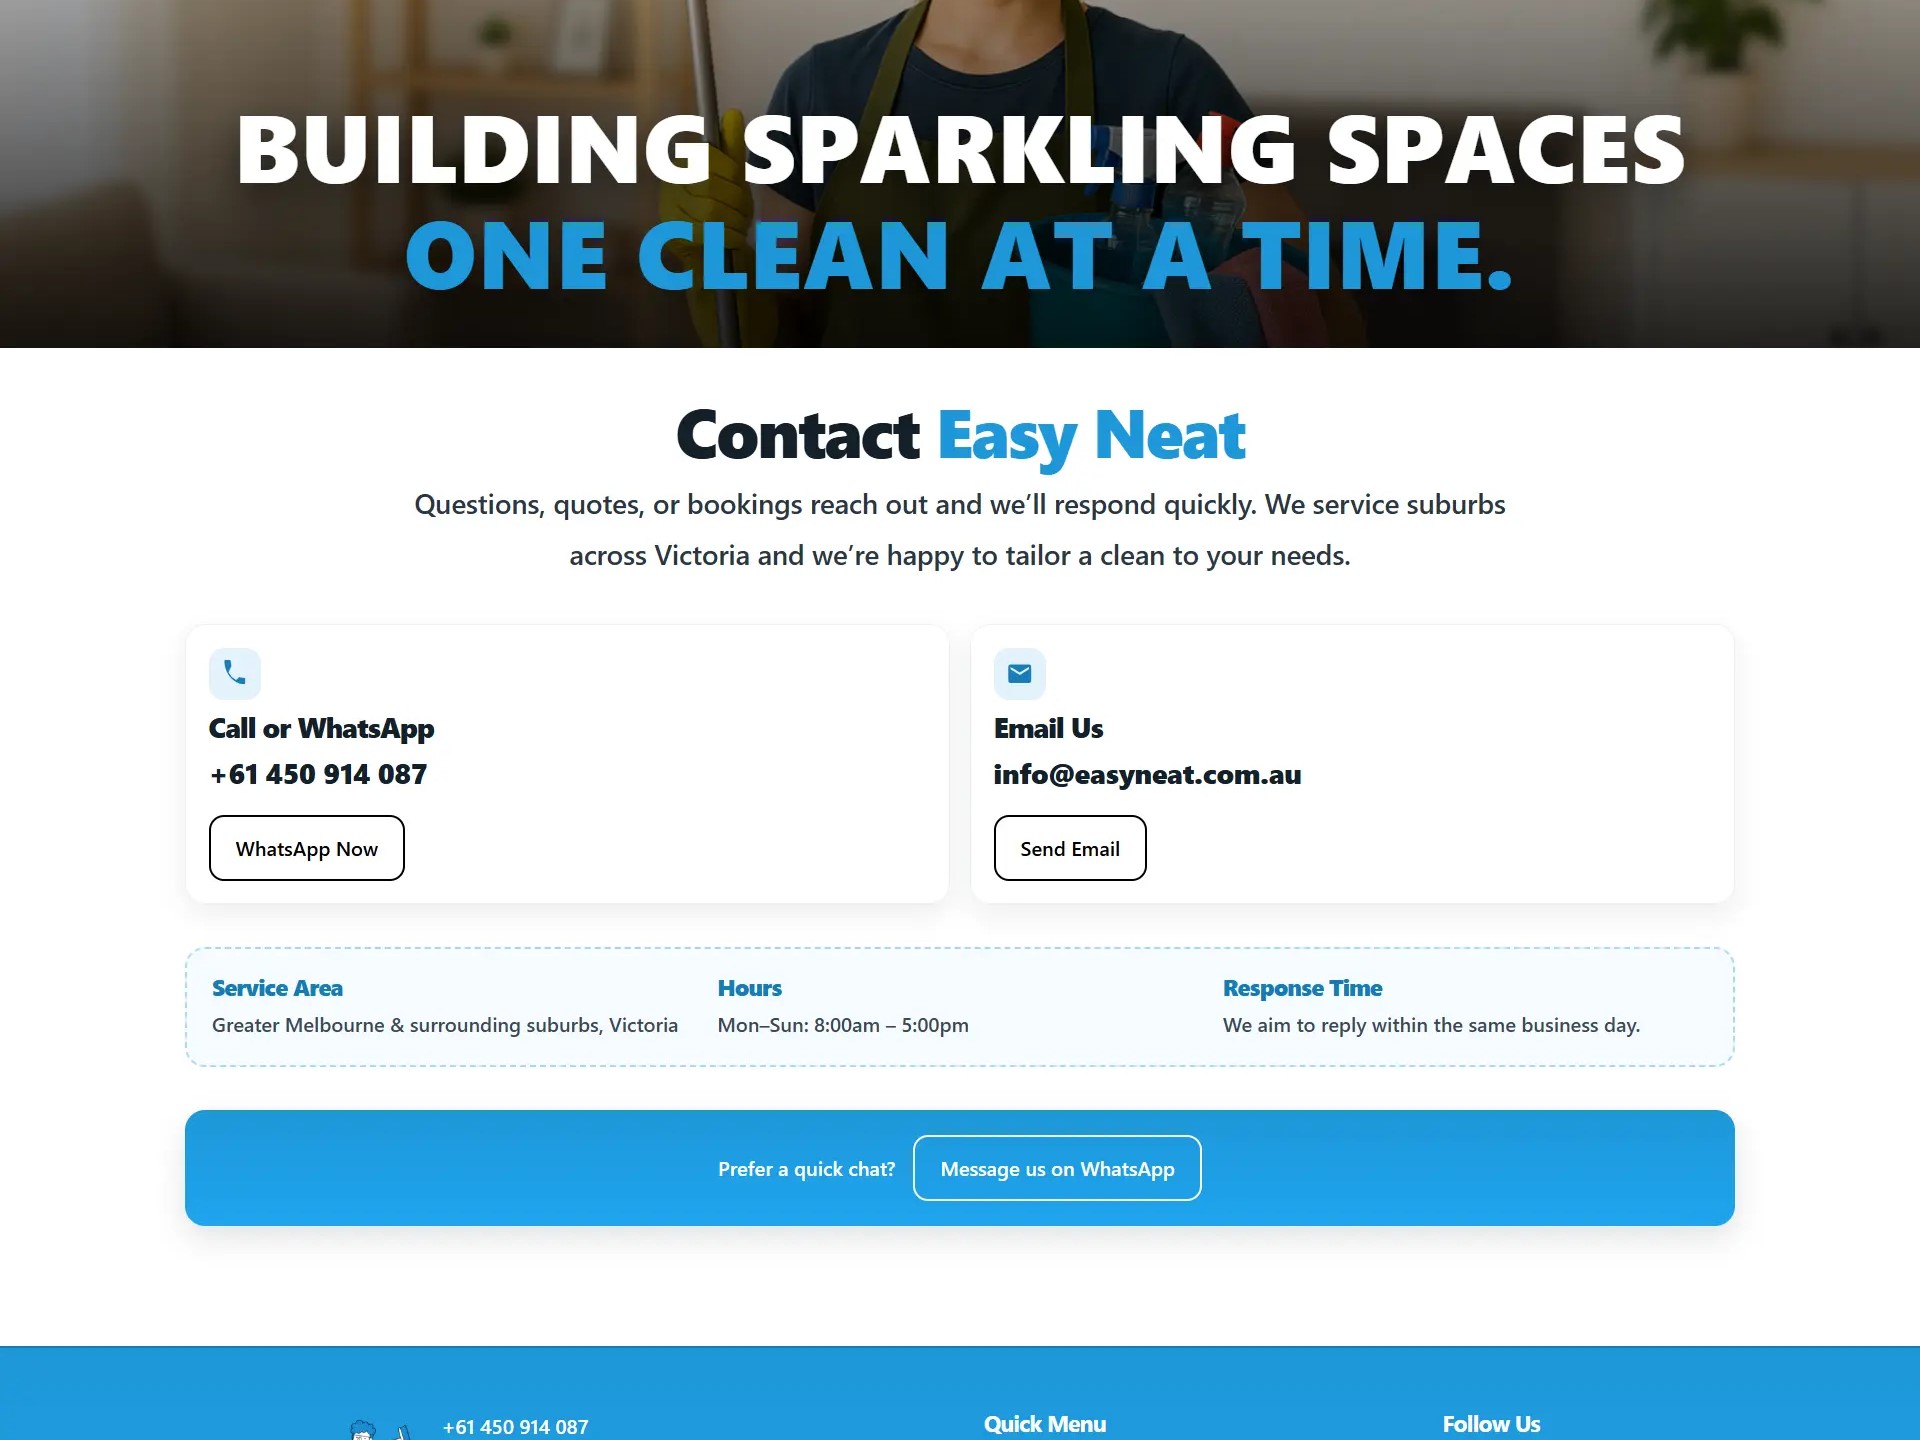 BUILDING SPARKLING SPACES
ONE CLEAN AT A TIME.
Contact Easy Neat
Questions, quotes, or bookings reach out and we’ll respond quickly. We service suburbs
across Victoria and we’re happy to tailor a clean to your needs.
Call or WhatsApp
+61 450 914 087
WhatsApp Now
Email Us
info@easyneat.com.au
Send Email
Service Area
Greater Melbourne & surrounding suburbs, Victoria
Hours
Mon–Sun: 8:00am – 5:00pm
Response Time
We aim to reply within the same business day.
Prefer a quick chat?
Message us on WhatsApp
+61 450 914 087
Quick Menu
Follow Us